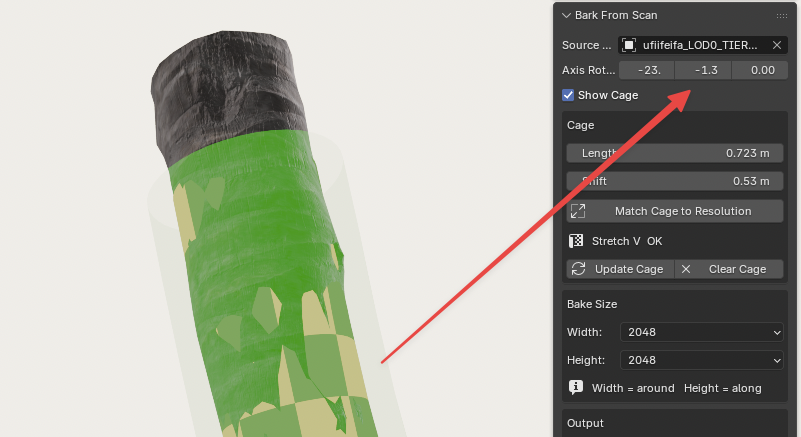 Bark From Scan
Source ... ufiifeifa_LOD0_TIER...
Axis Rot... -23. -1.3 0.00
Show Cage
Cage
Length 0.723 m
Shift 0.53 m
Match Cage to Resolution
Stretch V OK
Update Cage Clear Cage
Bake Size
Width: 2048
Height: 2048
Width = around Height = along
Output